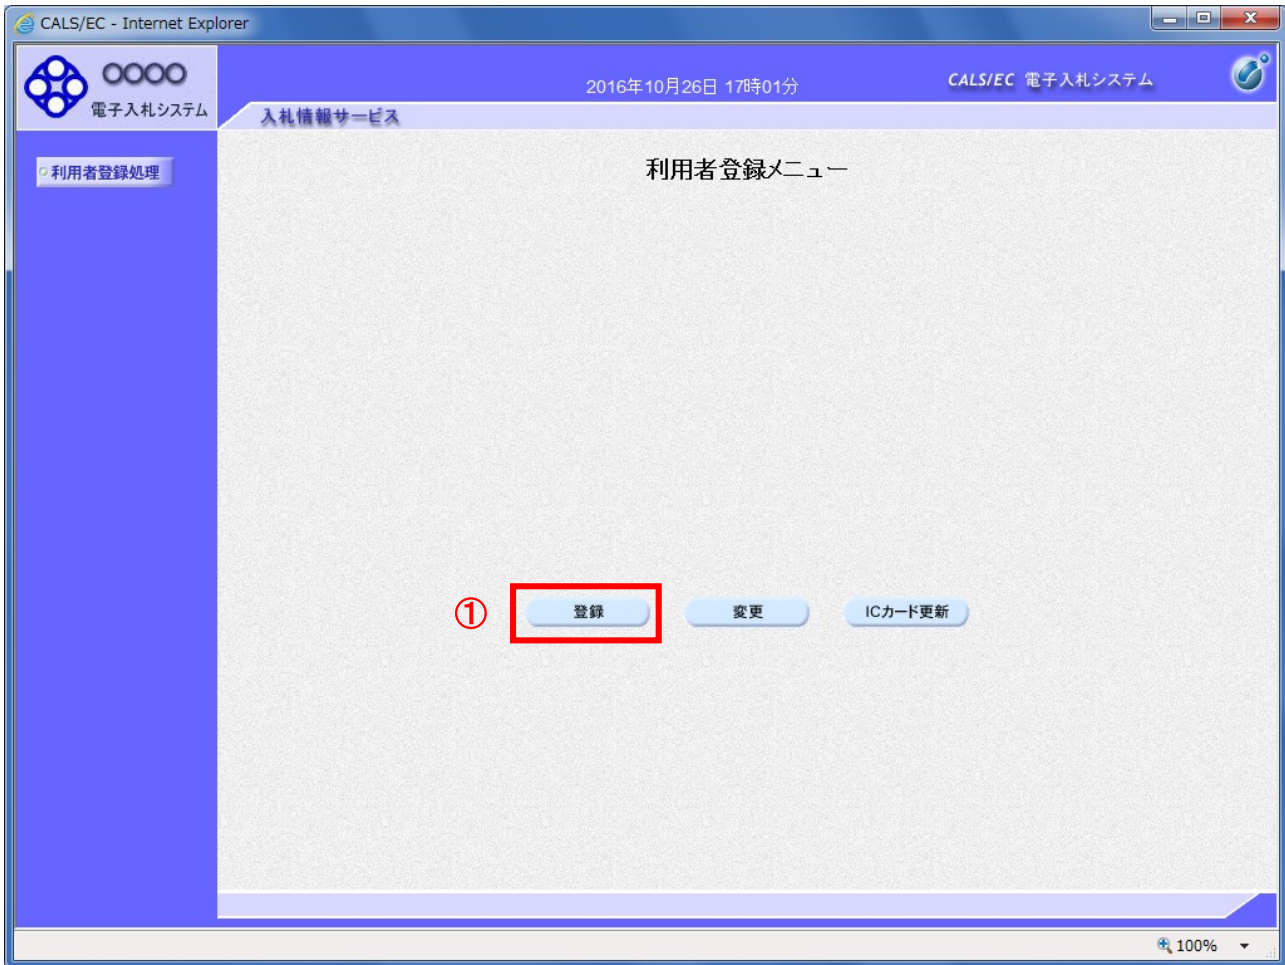 CALS/EC - Internet Explorer
〇〇〇〇
電子入札システム
2016年10月26日 17時01分
CALS/EC 電子入札システム
入札情報サービス
利用者登録処理
利用者登録メニュー
① 登録 変更 ICカード更新
100%